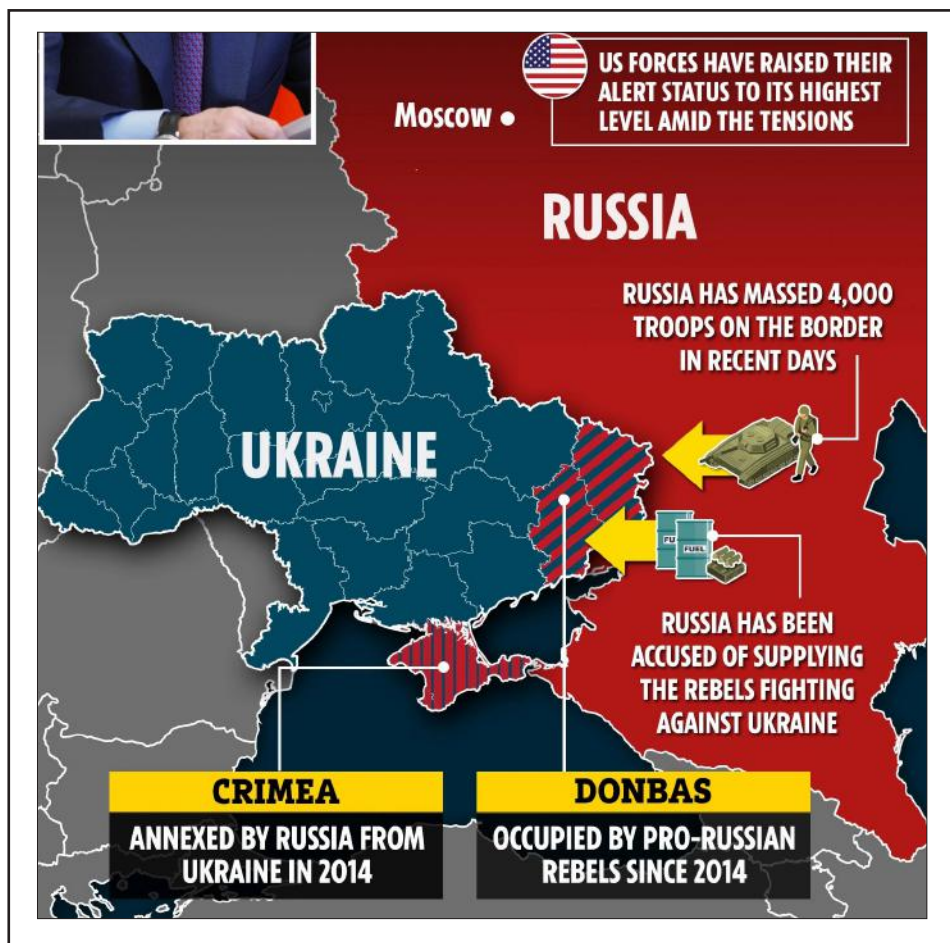 US FORCES HAVE RAISED THEIR
ALERT STATUS TO ITS HIGHEST
LEVEL AMID THE TENSIONS
Moscow
RUSSIA
RUSSIA HAS MASSED 4,000
TROOPS ON THE BORDER
IN RECENT DAYS
UKRAINE
FU
FUEL
RUSSIA HAS BEEN
ACCUSED OF SUPPLYING
THE REBELS FIGHTING
AGAINST UKRAINE
CRIMEA
ANNEXED BY RUSSIA FROM
UKRAINE IN 2014
DONBAS
OCCUPIED BY PRO-RUSSIAN
REBELS SINCE 2014